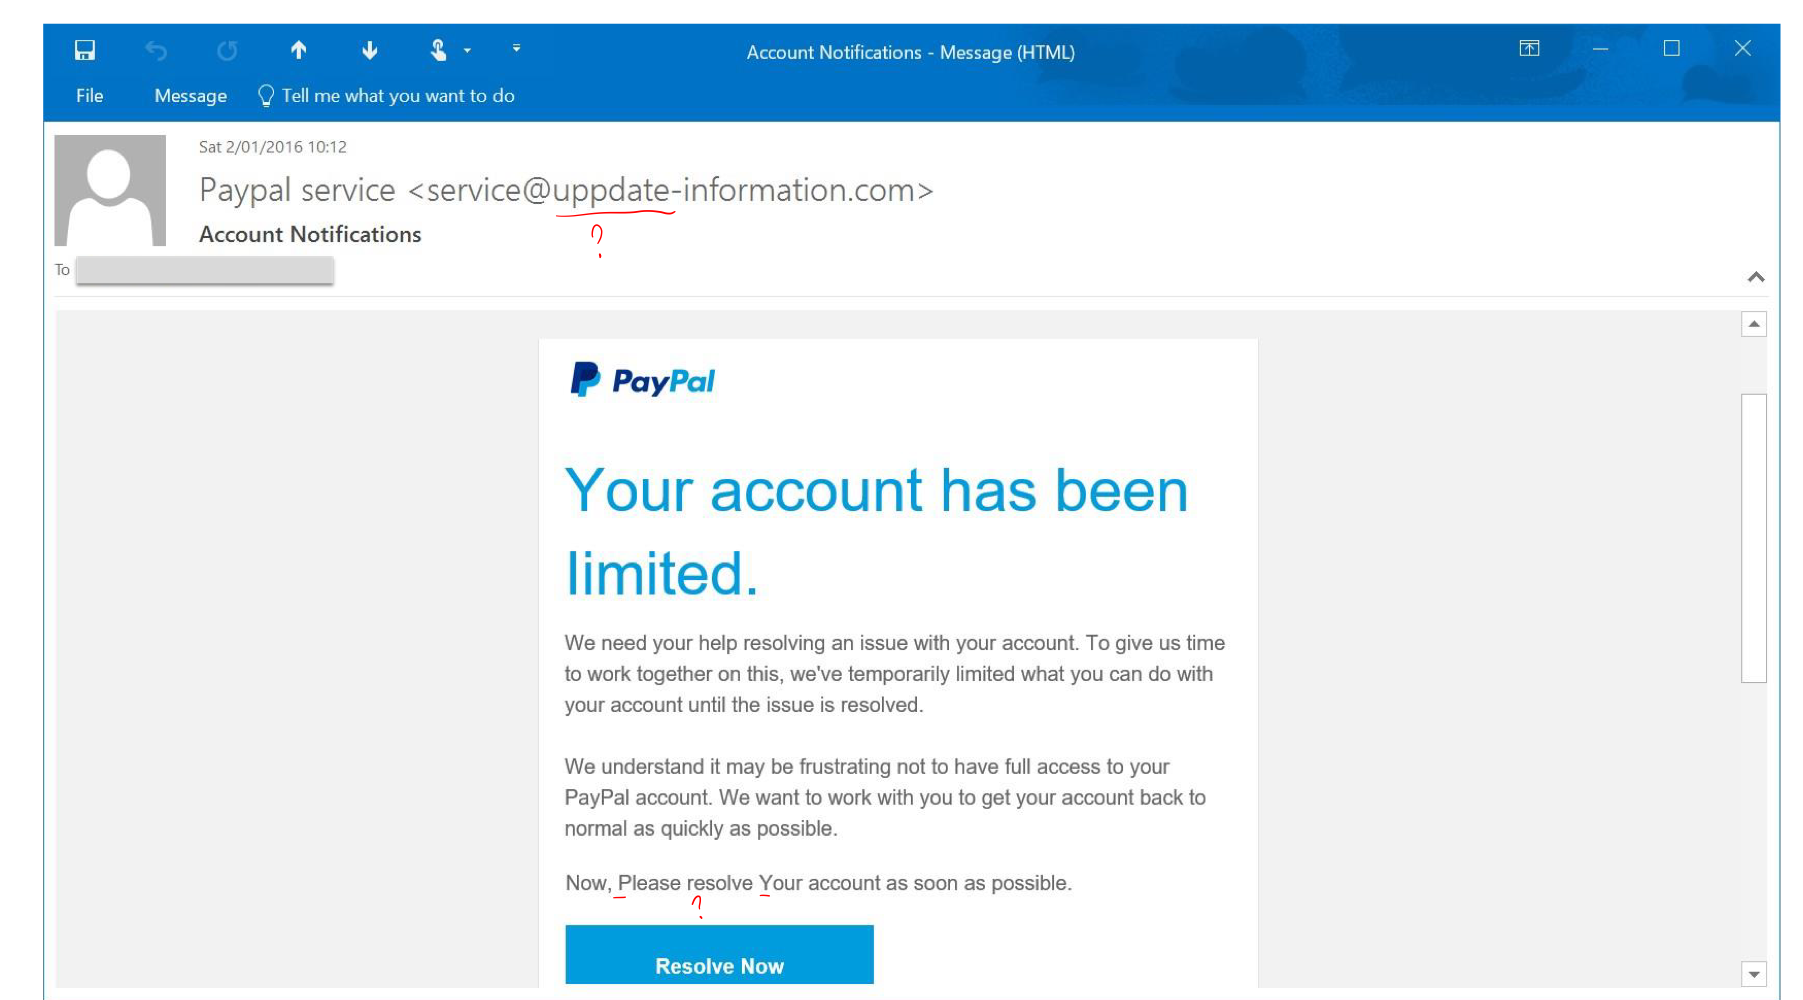 Account Notifications - Message (HTML)
File Message Tell me what you want to do
Sat 2/01/2016 10:12
Paypal service <service@uppdate-information.com>
Account Notifications
?
To
PayPal
Your account has been
limited.
We need your help resolving an issue with your account. To give us time
to work together on this, we've temporarily limited what you can do with
your account until the issue is resolved.
We understand it may be frustrating not to have full access to your
PayPal account. We want to work with you to get your account back to
normal as quickly as possible.
Now, Please resolve Your account as soon as possible.
?
Resolve Now